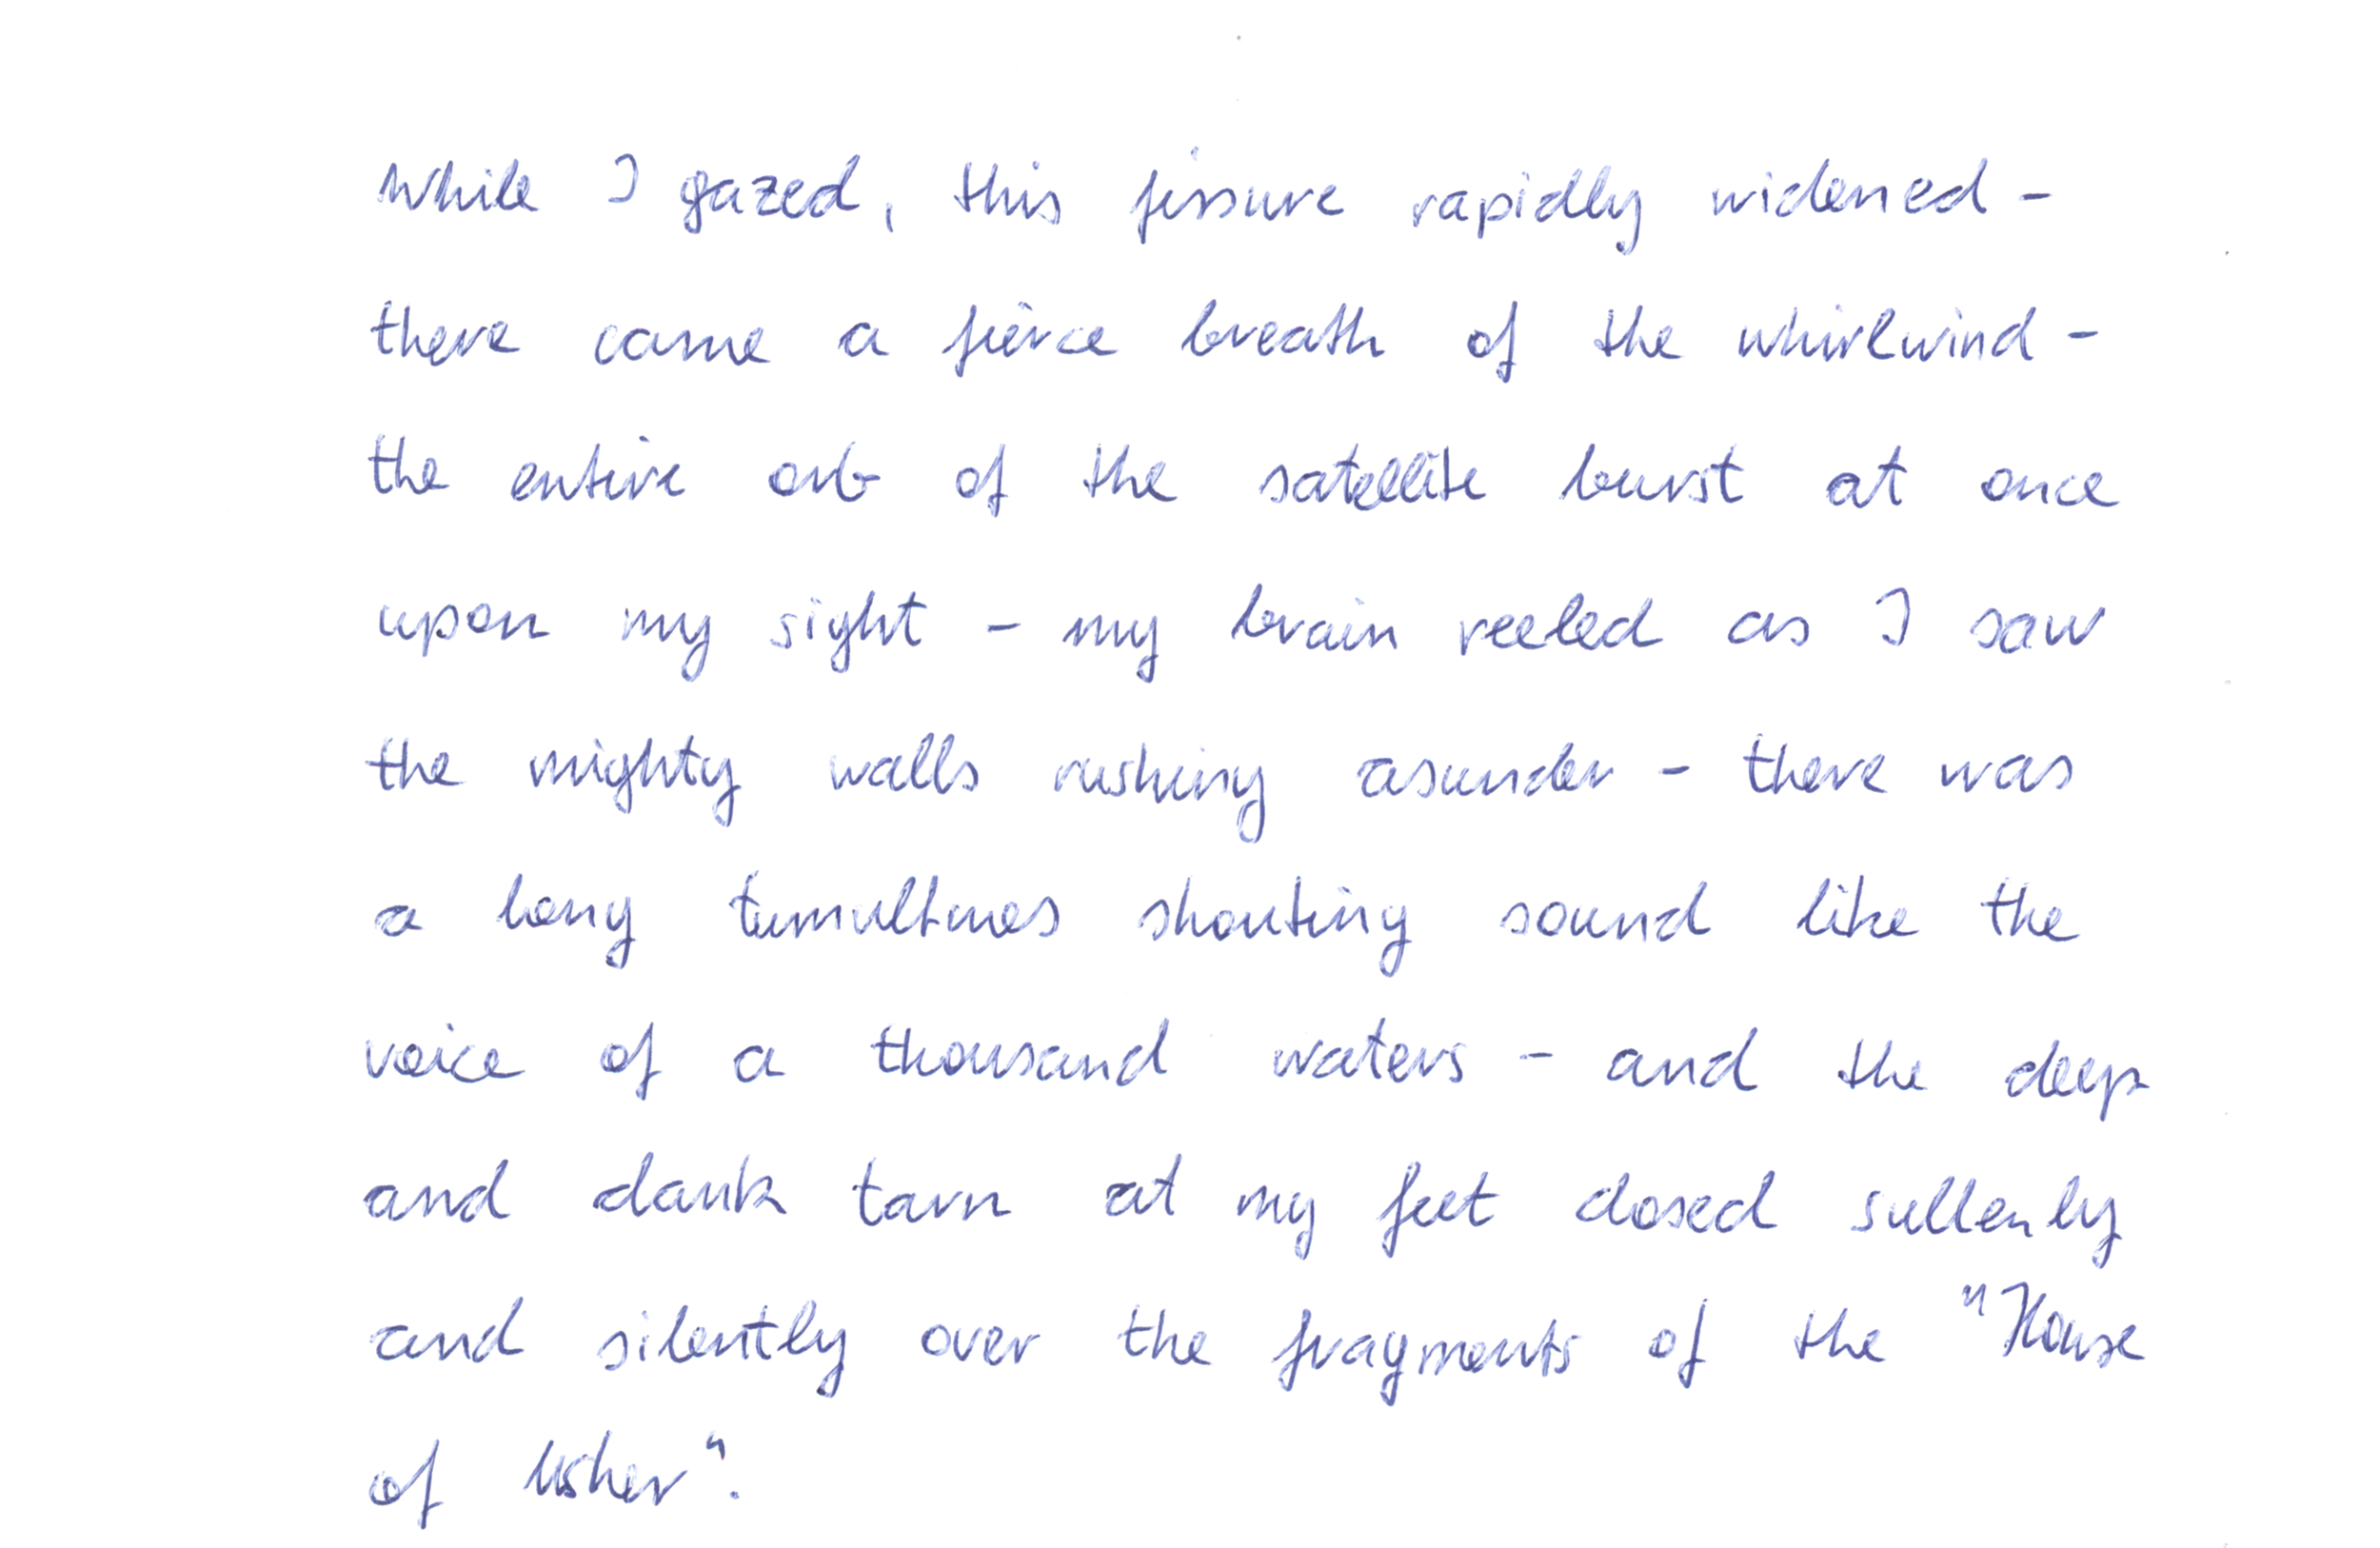 While I gazed, this fissure rapidly widened -
there came a fierce breath of the whirlwind -
the entire orb of the satellite burst at once
upon my sight - my brain reeled as I saw
the mighty walls rushing asunder - there was
a long tumultuous shouting sound like the
voice of a thousand waters - and the deep
and dank tarn at my feet closed sullenly
and silently over the fragments of the "House
of Usher".